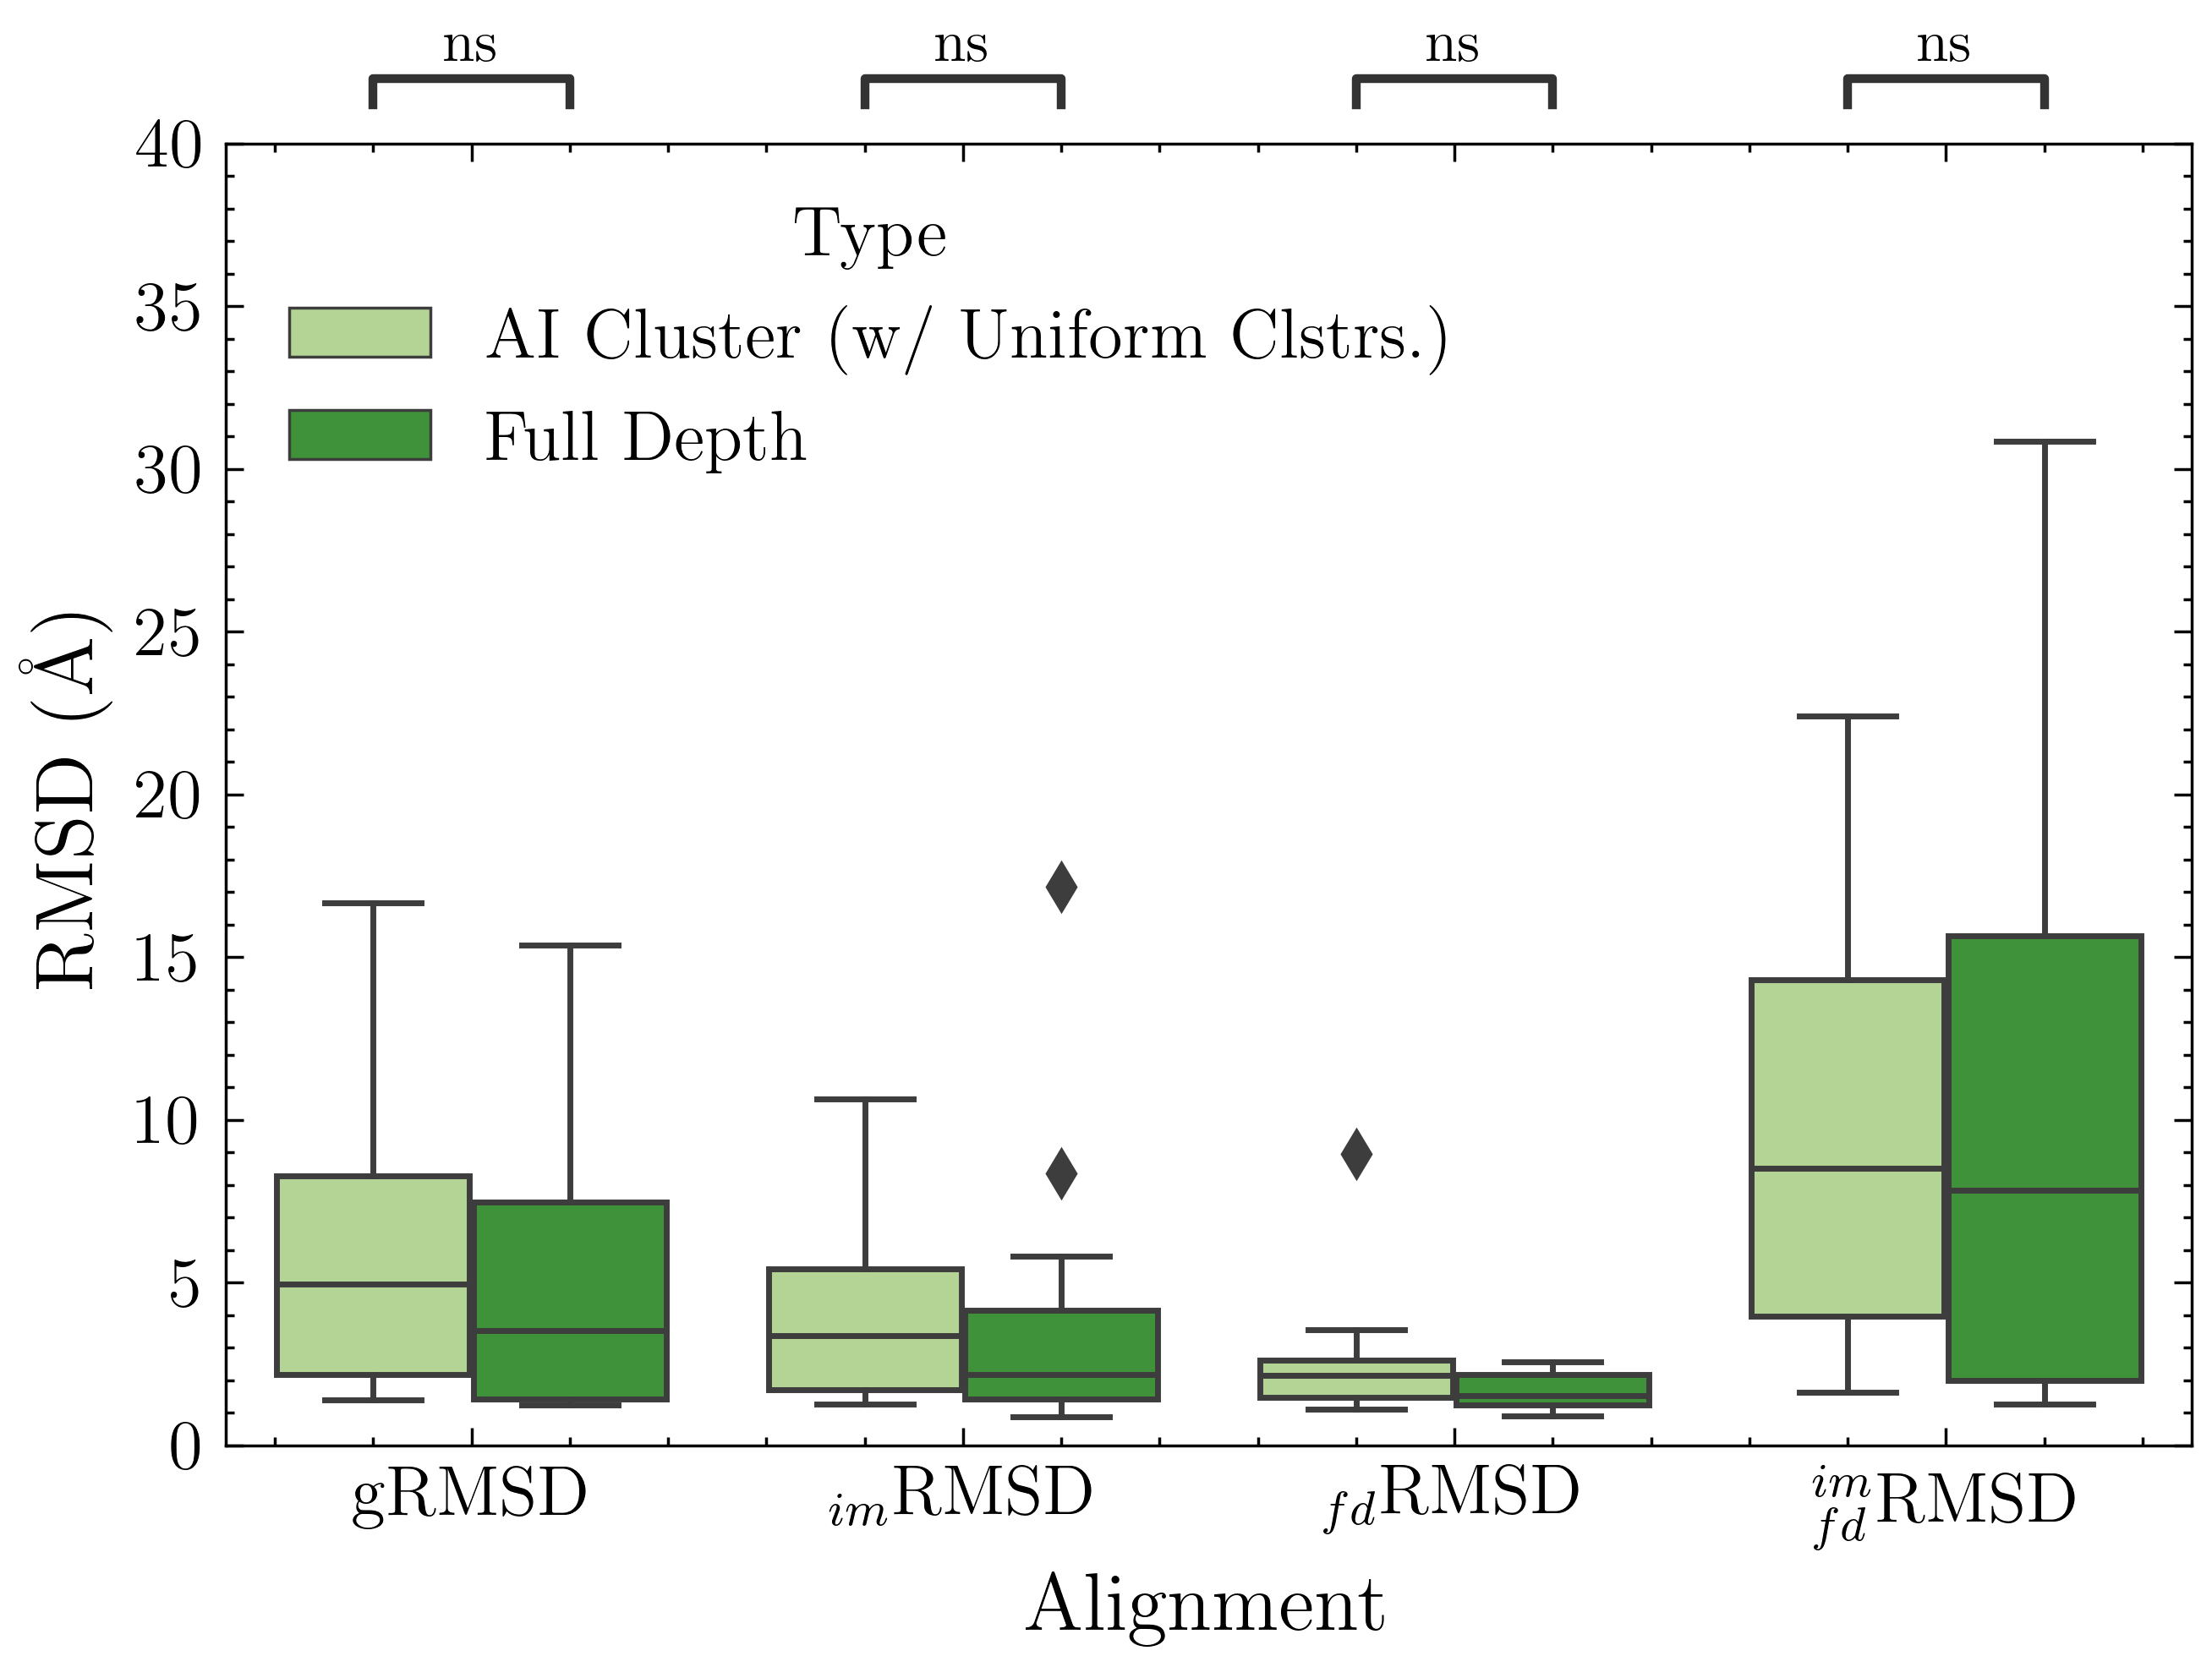 ns ns ns ns
40
35
30
25
20
15
10
5
0
RMSD (Å)
Type
AI Cluster (w/ Uniform Clstrs.)
Full Depth
gRMSD
imRMSD
fdRMSD
im
fdRMSD
Alignment